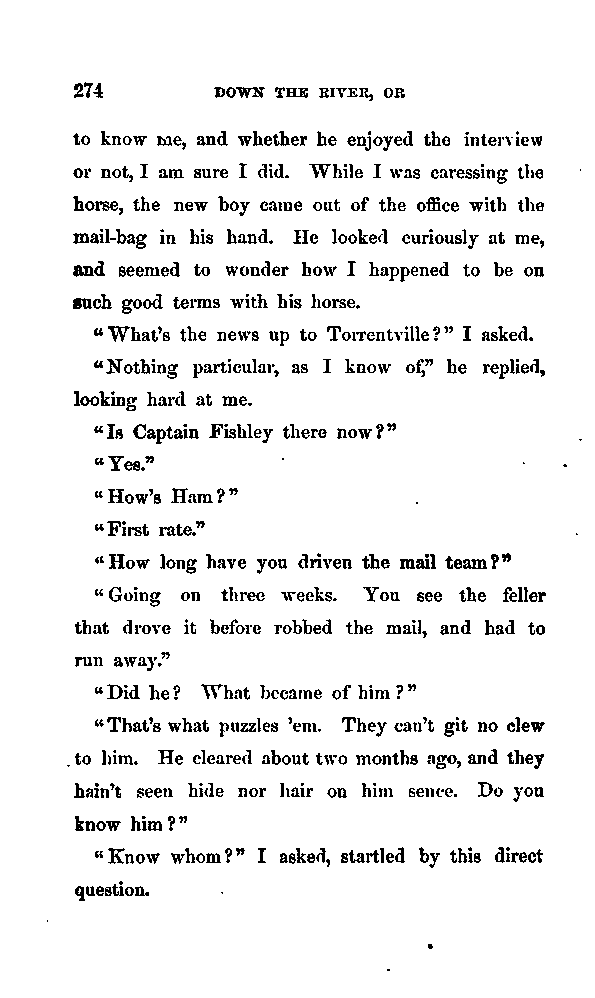 274 DOWN THE RIVER, OR
to know me, and whether he enjoyed the interview
or not, I am sure I did. While I was caressing the
horse, the new boy came out of the office with the
mail-bag in his hand. He looked curiously at me,
and seemed to wonder how I happened to be on
such good terms with his horse.
"What's the news up to Torrentville?" I asked.
"Nothing particular, as I know of," he replied,
looking hard at me.
"Is Captain Fishley there now?"
"Yes."
"How's Ham?"
"First rate."
"How long have you driven the mail team?"
"Going on three weeks. You see the feller
that drove it before robbed the mail, and had to
run away."
"Did he? What became of him?"
"That's what puzzles 'em. They can't git no clew
to him. He cleared about two months ago, and they
hain't seen hide nor hair on him sence. Do you
know him?"
"Know whom?" I asked, startled by this direct
question.